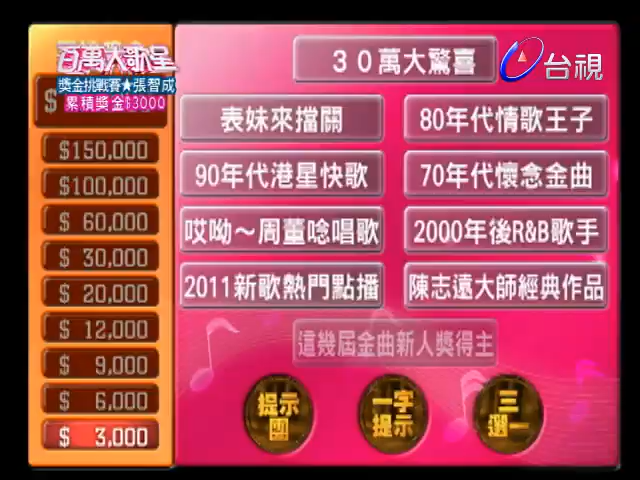 百萬大歌星
獎金挑戰賽★張智成
累積獎金$3000
台視
30萬大驚喜
表妹來擋關
80年代情歌王子
90年代港星快歌
70年代懷念金曲
哎呦～周董唸唱歌
2000年後R&B歌手
2011新歌熱門點播
陳志遠大師經典作品
這幾屆金曲新人獎得主
提示團
一字提示
三選一
$
$150,000
$100,000
$ 60,000
$ 30,000
$ 20,000
$ 12,000
$ 9,000
$ 6,000
$ 3,000